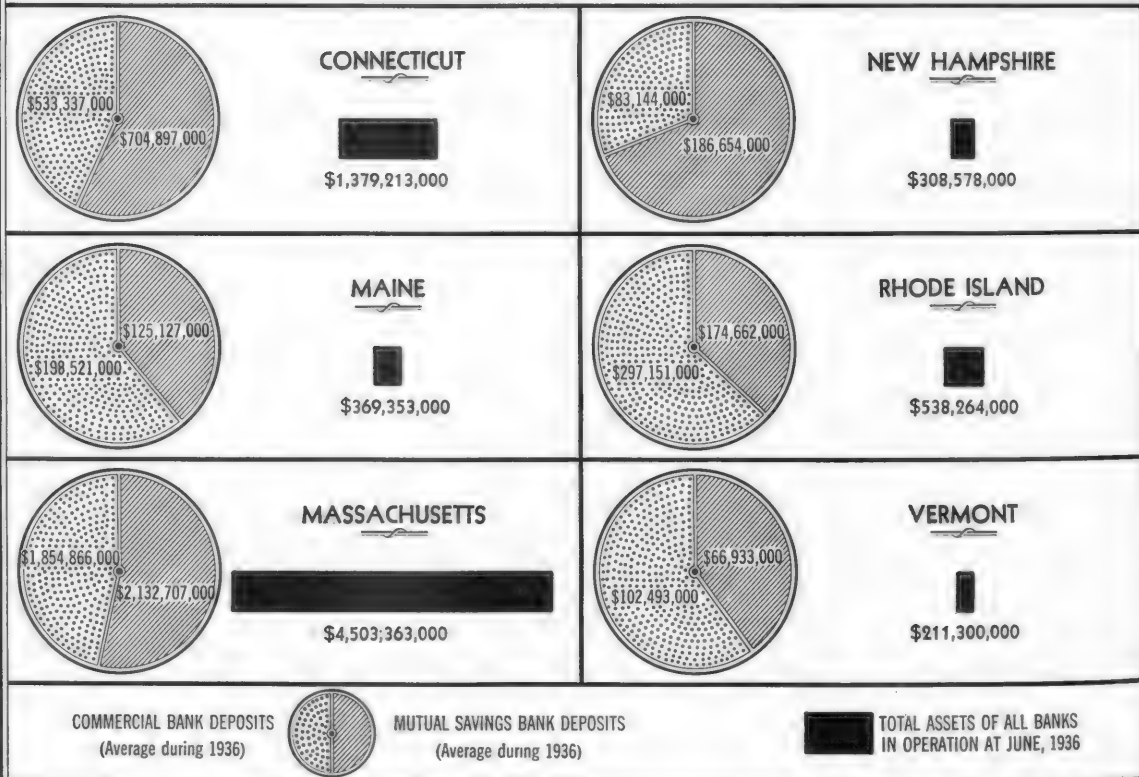 CONNECTICUT
$533,337,000
$704,897,000
$1,379,213,000
NEW HAMPSHIRE
$83,144,000
$186,654,000
$308,578,000
MAINE
$125,127,000
$198,521,000
$369,353,000
RHODE ISLAND
$174,662,000
$297,151,000
$538,264,000
MASSACHUSETTS
$1,854,866,000
$2,132,707,000
$4,503,363,000
VERMONT
$66,933,000
$102,493,000
$211,300,000
COMMERCIAL BANK DEPOSITS
(Average during 1936)
MUTUAL SAVINGS BANK DEPOSITS
(Average during 1936)
TOTAL ASSETS OF ALL BANKS
IN OPERATION AT JUNE, 1936